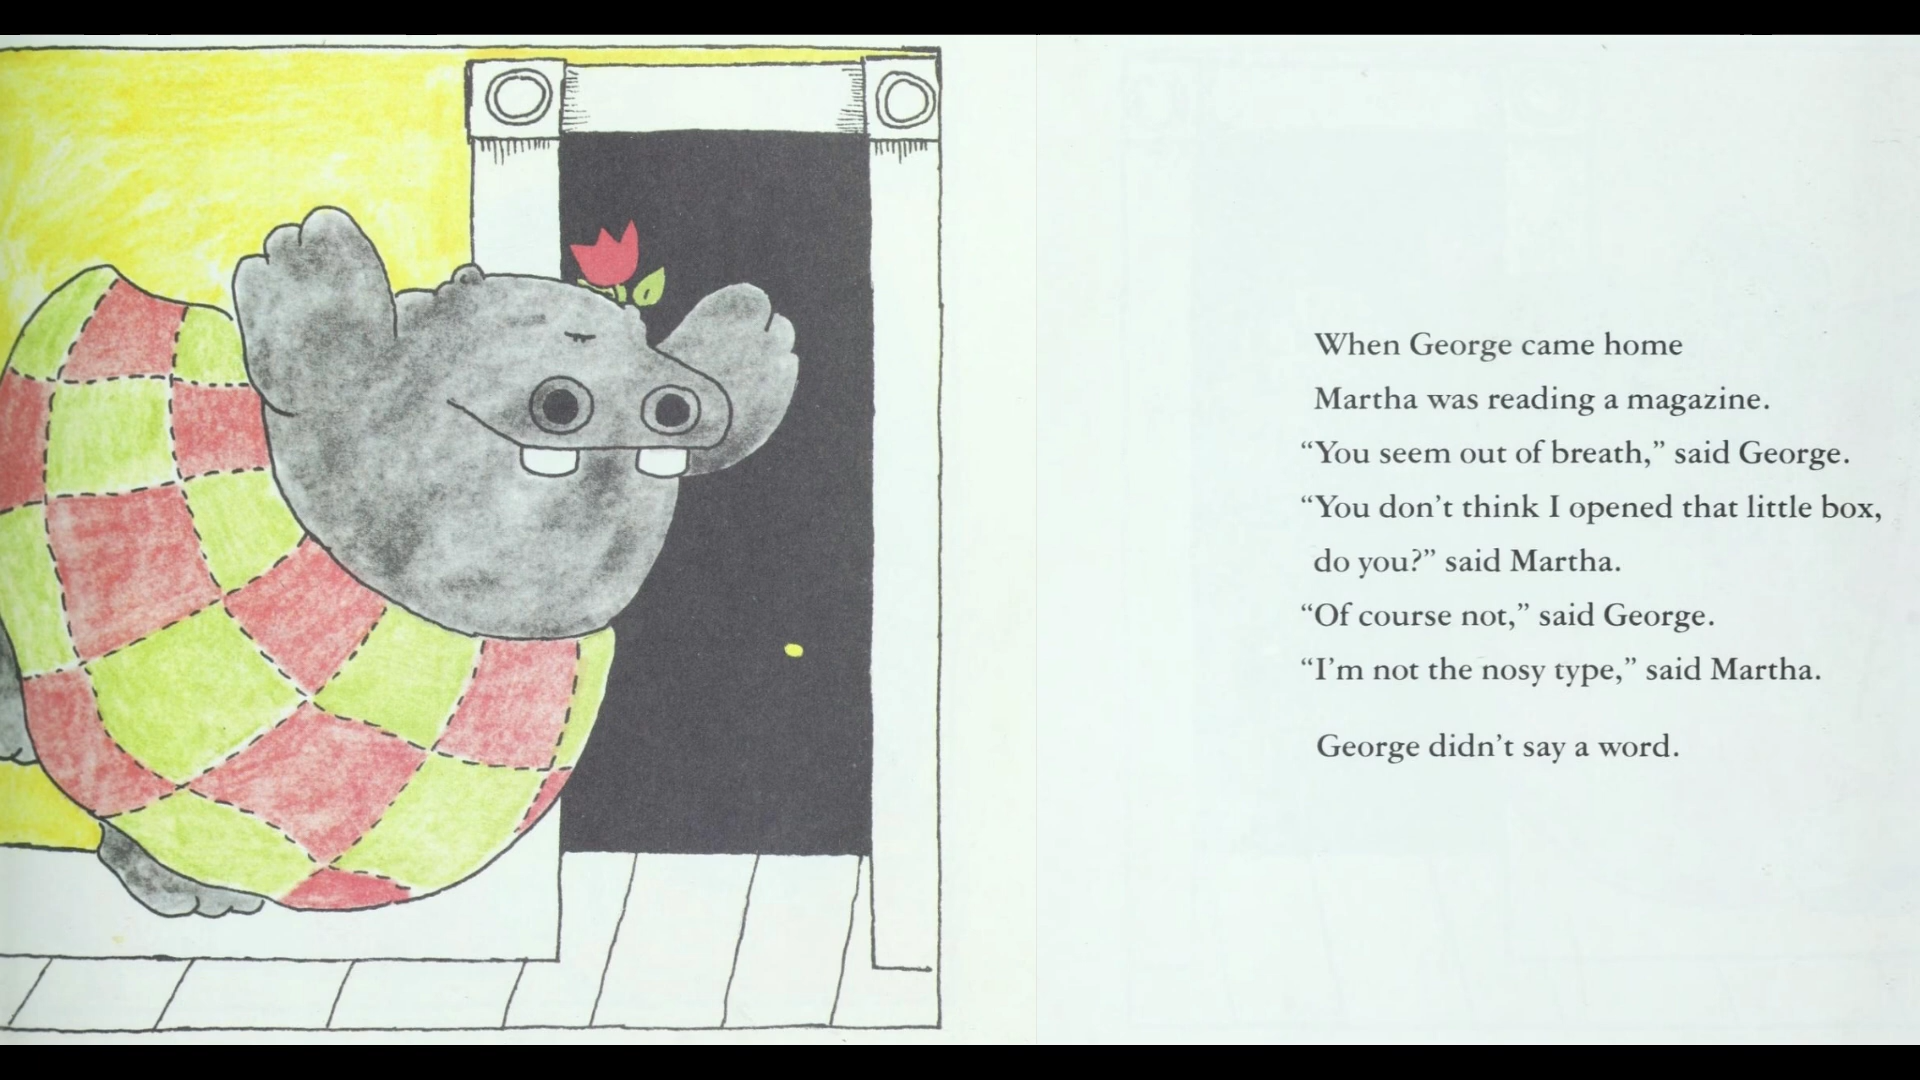 When George came home
Martha was reading a magazine.
“You seem out of breath,” said George.
“You don’t think I opened that little box,
do you?” said Martha.
“Of course not,” said George.
“I’m not the nosy type,” said Martha.
George didn’t say a word.